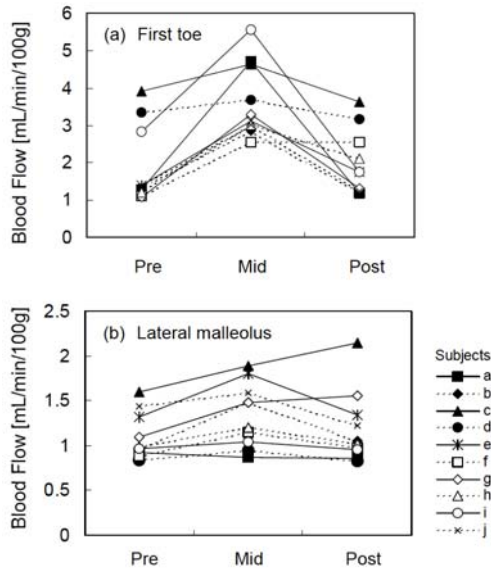 (a) First toe
Blood Flow [mL/min/100g]
6
5
4
3
2
1
0
Pre Mid Post
(b) Lateral malleolus
Blood Flow [mL/min/100g]
2.5
2
1.5
1
0.5
0
Pre Mid Post
Subjects
a
b
c
d
e
f
g
h
i
j